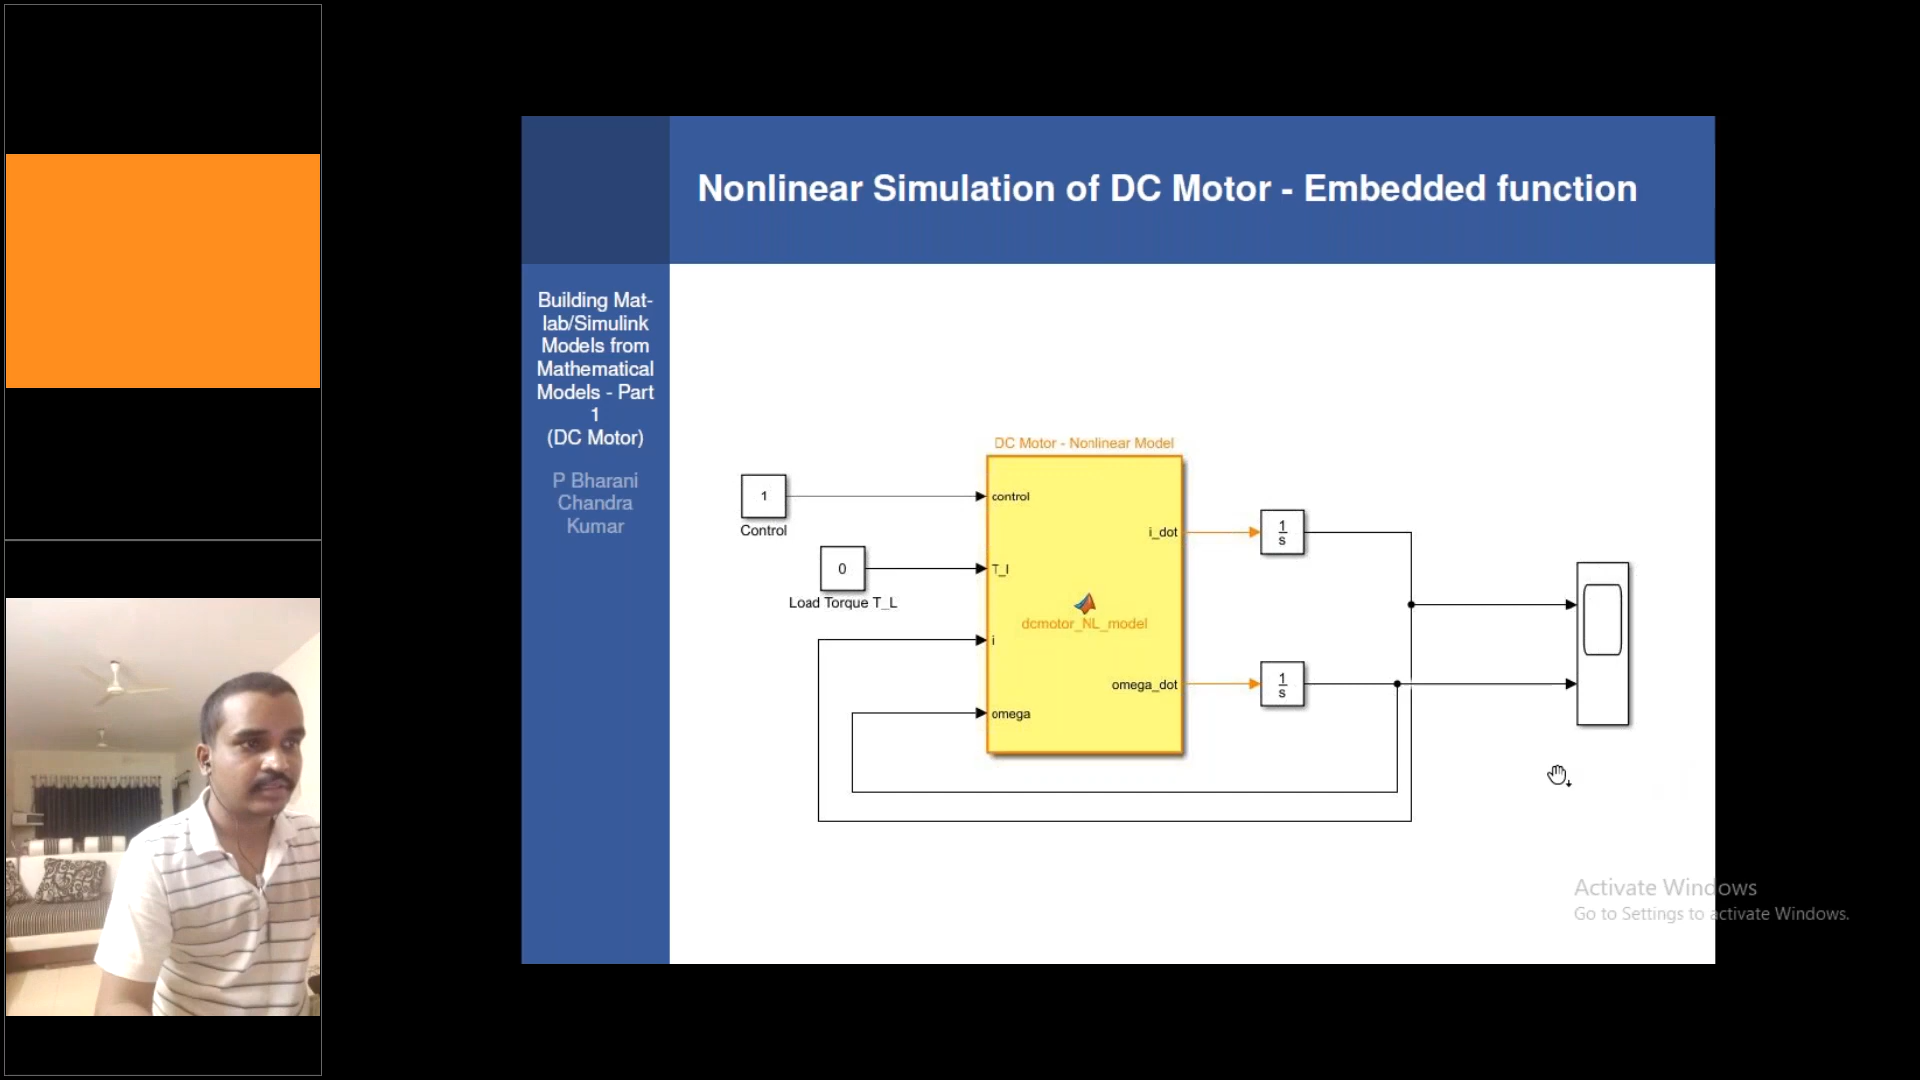 Nonlinear Simulation of DC Motor - Embedded function
Building Mat-
lab/Simulink
Models from
Mathematical
Models - Part
1
(DC Motor)
P Bharani
Chandra
Kumar
DC Motor - Nonlinear Model
1
Control
control
0
Load Torque T_L
T_l
i
omega
dcmotor_NL_model
i_dot
omega_dot
1
s
1
s
Activate Windows
Go to Settings to activate Windows.